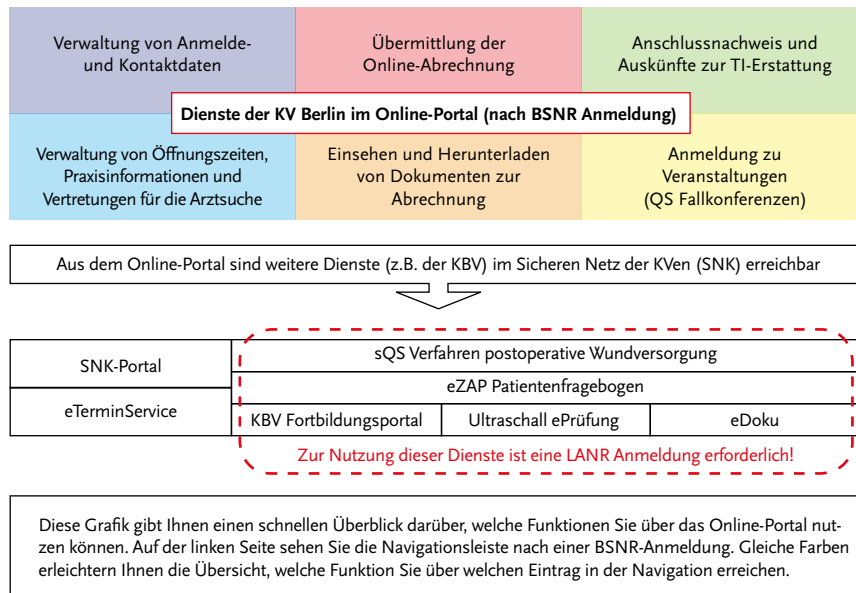 Verwaltung von Anmelde-
und Kontaktdaten
Übermittlung der
Online-Abrechnung
Anschlussnachweis und
Auskünfte zur TI-Erstattung
Dienste der KV Berlin im Online-Portal (nach BSNR Anmeldung)
Verwaltung von Öffnungszeiten,
Praxisinformationen und
Vertretungen für die Arztsuche
Einsehen und Herunterladen
von Dokumenten zur
Abrechnung
Anmeldung zu
Veranstaltungen
(QS Fallkonferenzen)
Aus dem Online-Portal sind weitere Dienste (z.B. der KBV) im Sicheren Netz der KVen (SNK) erreichbar
SNK-Portal
eTerminService
sQS Verfahren postoperative Wundversorgung
eZAP Patientenfragebogen
KBV Fortbildungsportal
Ultraschall ePrüfung
eDoku
Zur Nutzung dieser Dienste ist eine LANR Anmeldung erforderlich!
Diese Grafik gibt Ihnen einen schnellen Überblick darüber, welche Funktionen Sie über das Online-Portal nut-
zen können. Auf der linken Seite sehen Sie die Navigationsleiste nach einer BSNR-Anmeldung. Gleiche Farben
erleichtern Ihnen die Übersicht, welche Funktion Sie über welchen Eintrag in der Navigation erreichen.